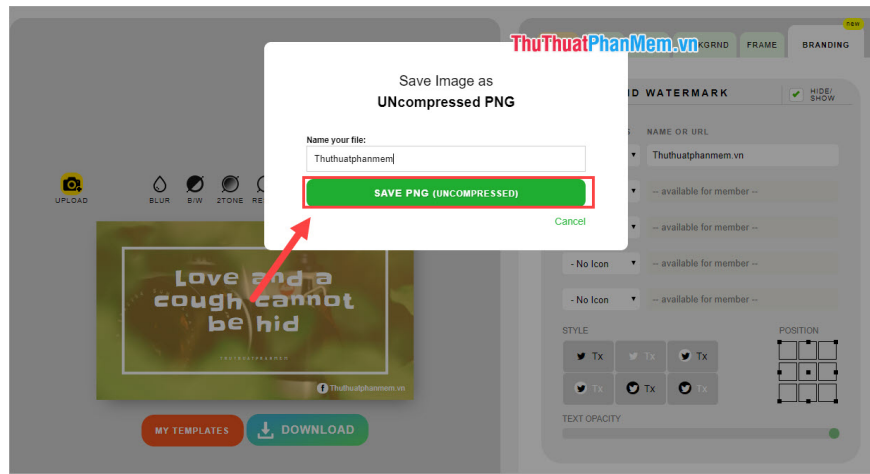 new
ThuThuatPhanMem.vn
KGRND
FRAME
BRANDING
Save Image as
UNcompressed PNG
Name your file:
Thuthuatphanmem
SAVE PNG (UNCOMPRESSED)
Cancel
ID WATERMARK
HIDE/
SHOW
NAME OR URL
Thuthuatphanmem.vn
-- available for member --
-- available for member --
- No Icon
-- available for member --
- No Icon
-- available for member --
UPLOAD
BLUR
B/W
2TONE
RE
Love and a
cough cannot
be hid
THUTHUATPHANMEM
Thuthuatphanmem.vn
MY TEMPLATES
DOWNLOAD
STYLE
POSITION
Tx
Tx
Tx
Tx
Tx
Tx
TEXT OPACITY